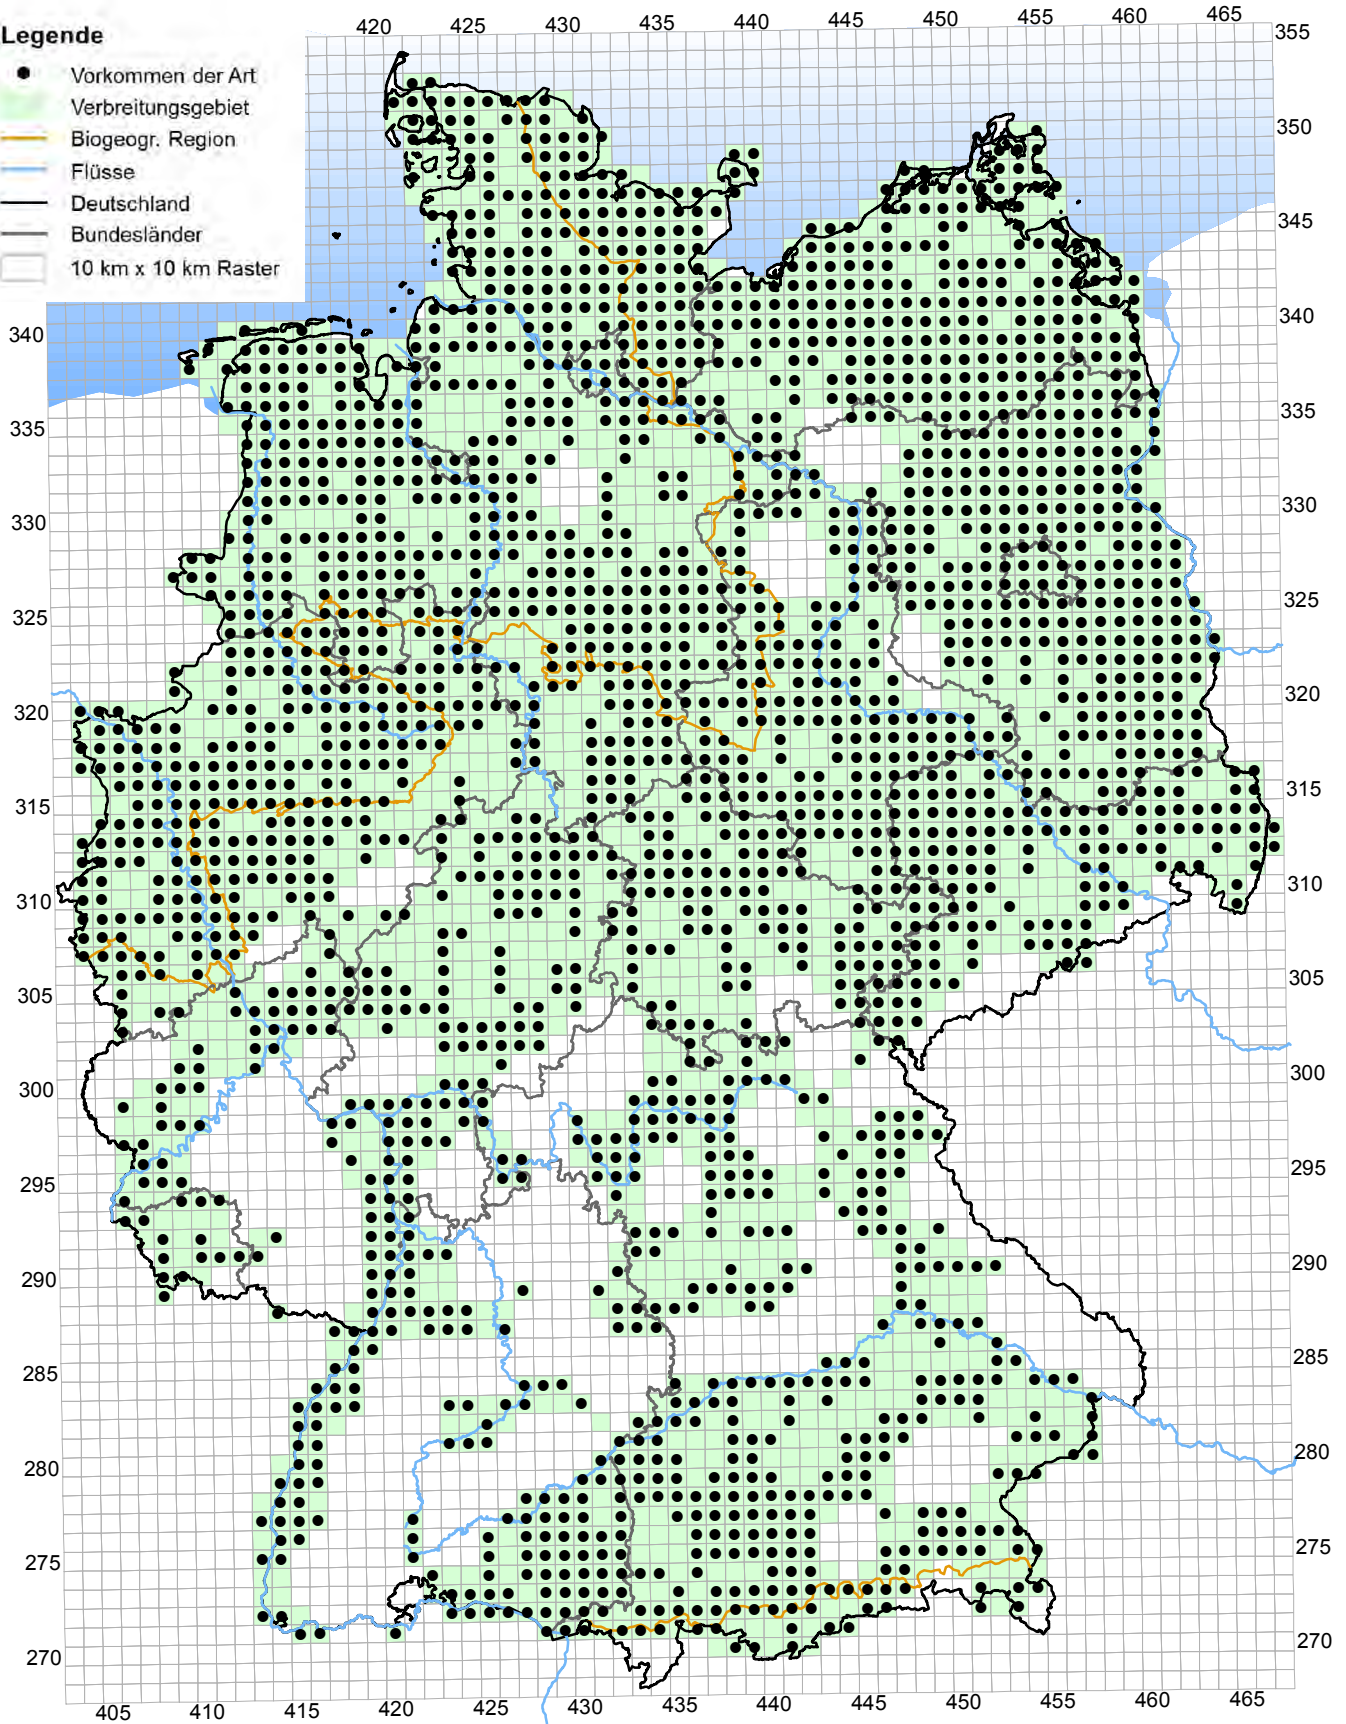 420 425 430 435 440 445 450 455 460 465
355
Legende
Vorkommen der Art
Verbreitungsgebiet
Biogeogr. Region
Flüsse
Deutschland
Bundesländer
10 km x 10 km Raster
350
345
340 340
335 335
330 330
325 325
320 320
315 315
310 310
305 305
300 300
295 295
290 290
285 285
280 280
275 275
270 270
405 410 415 420 425 430 435 440 445 450 455 460 465